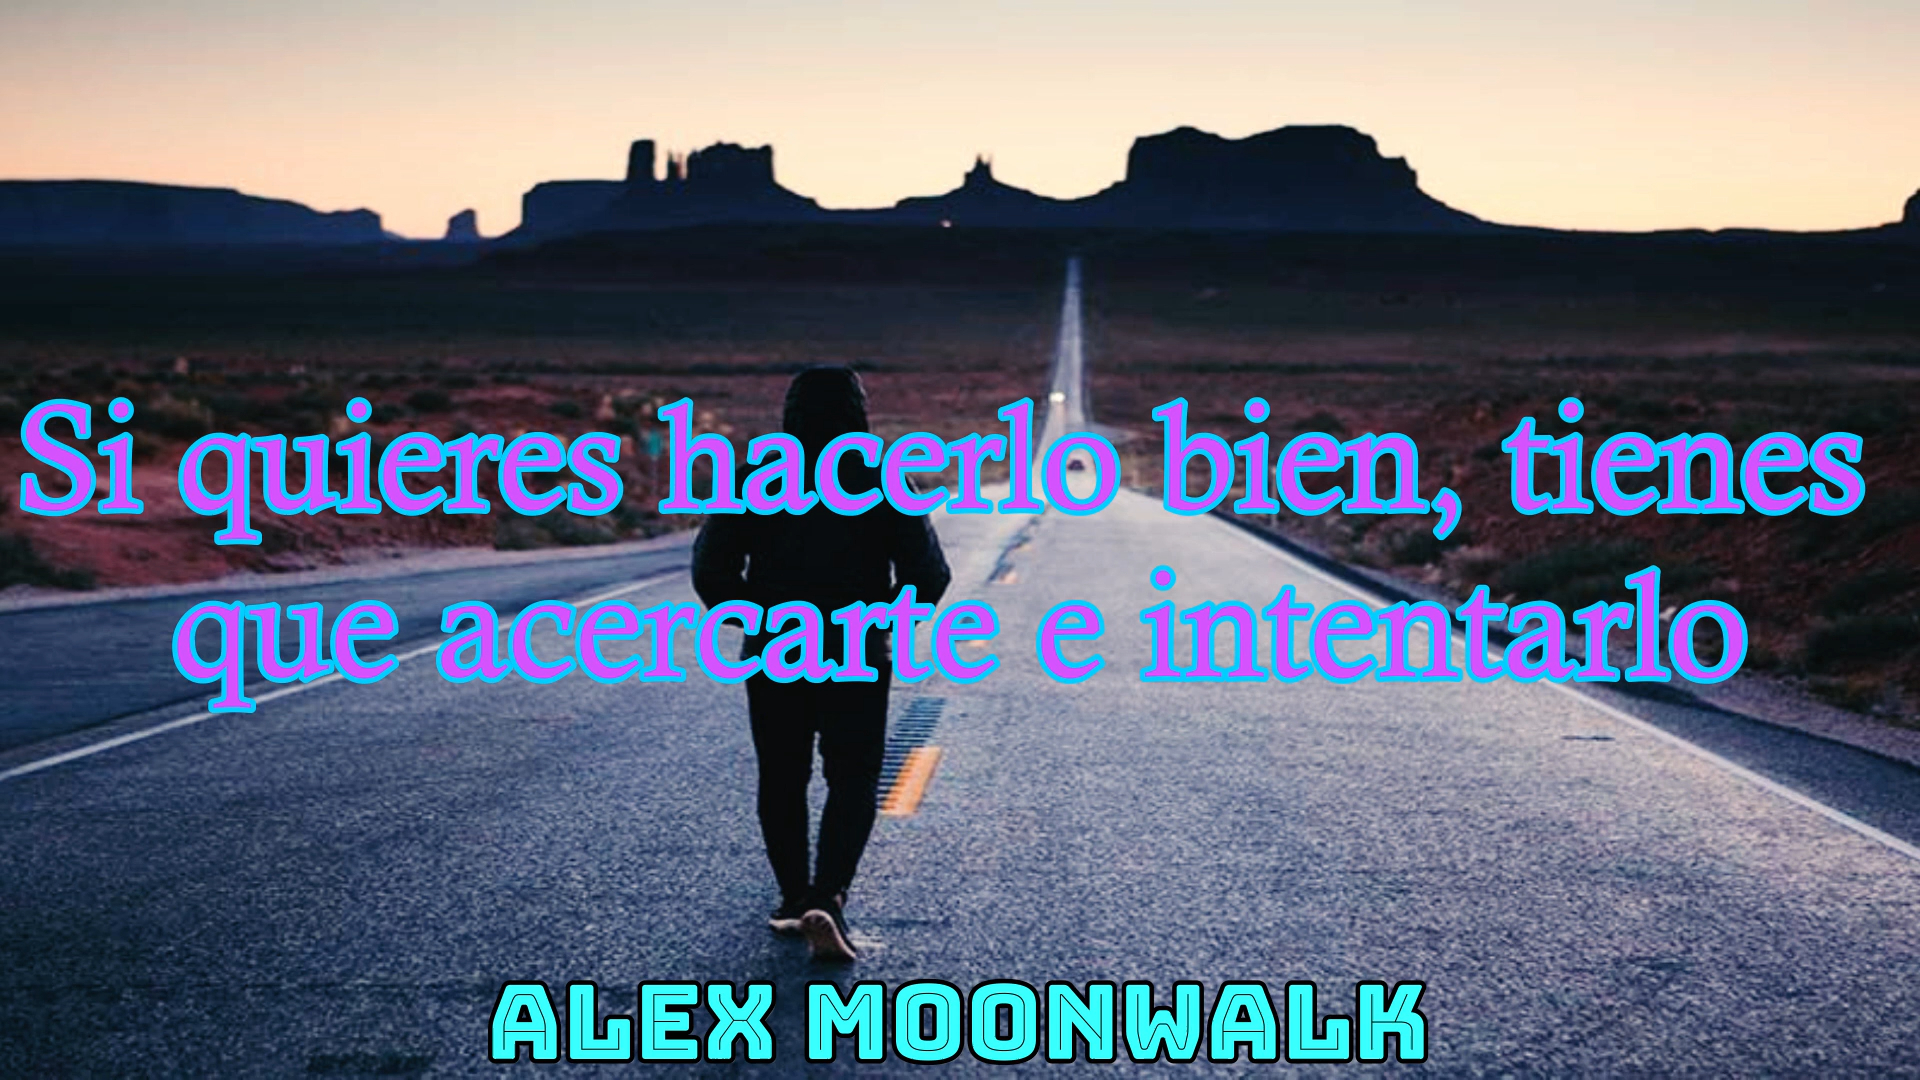 Si quieres hacerlo bien, tienes
que acercarte e intentarlo
ALEX MOONWALK